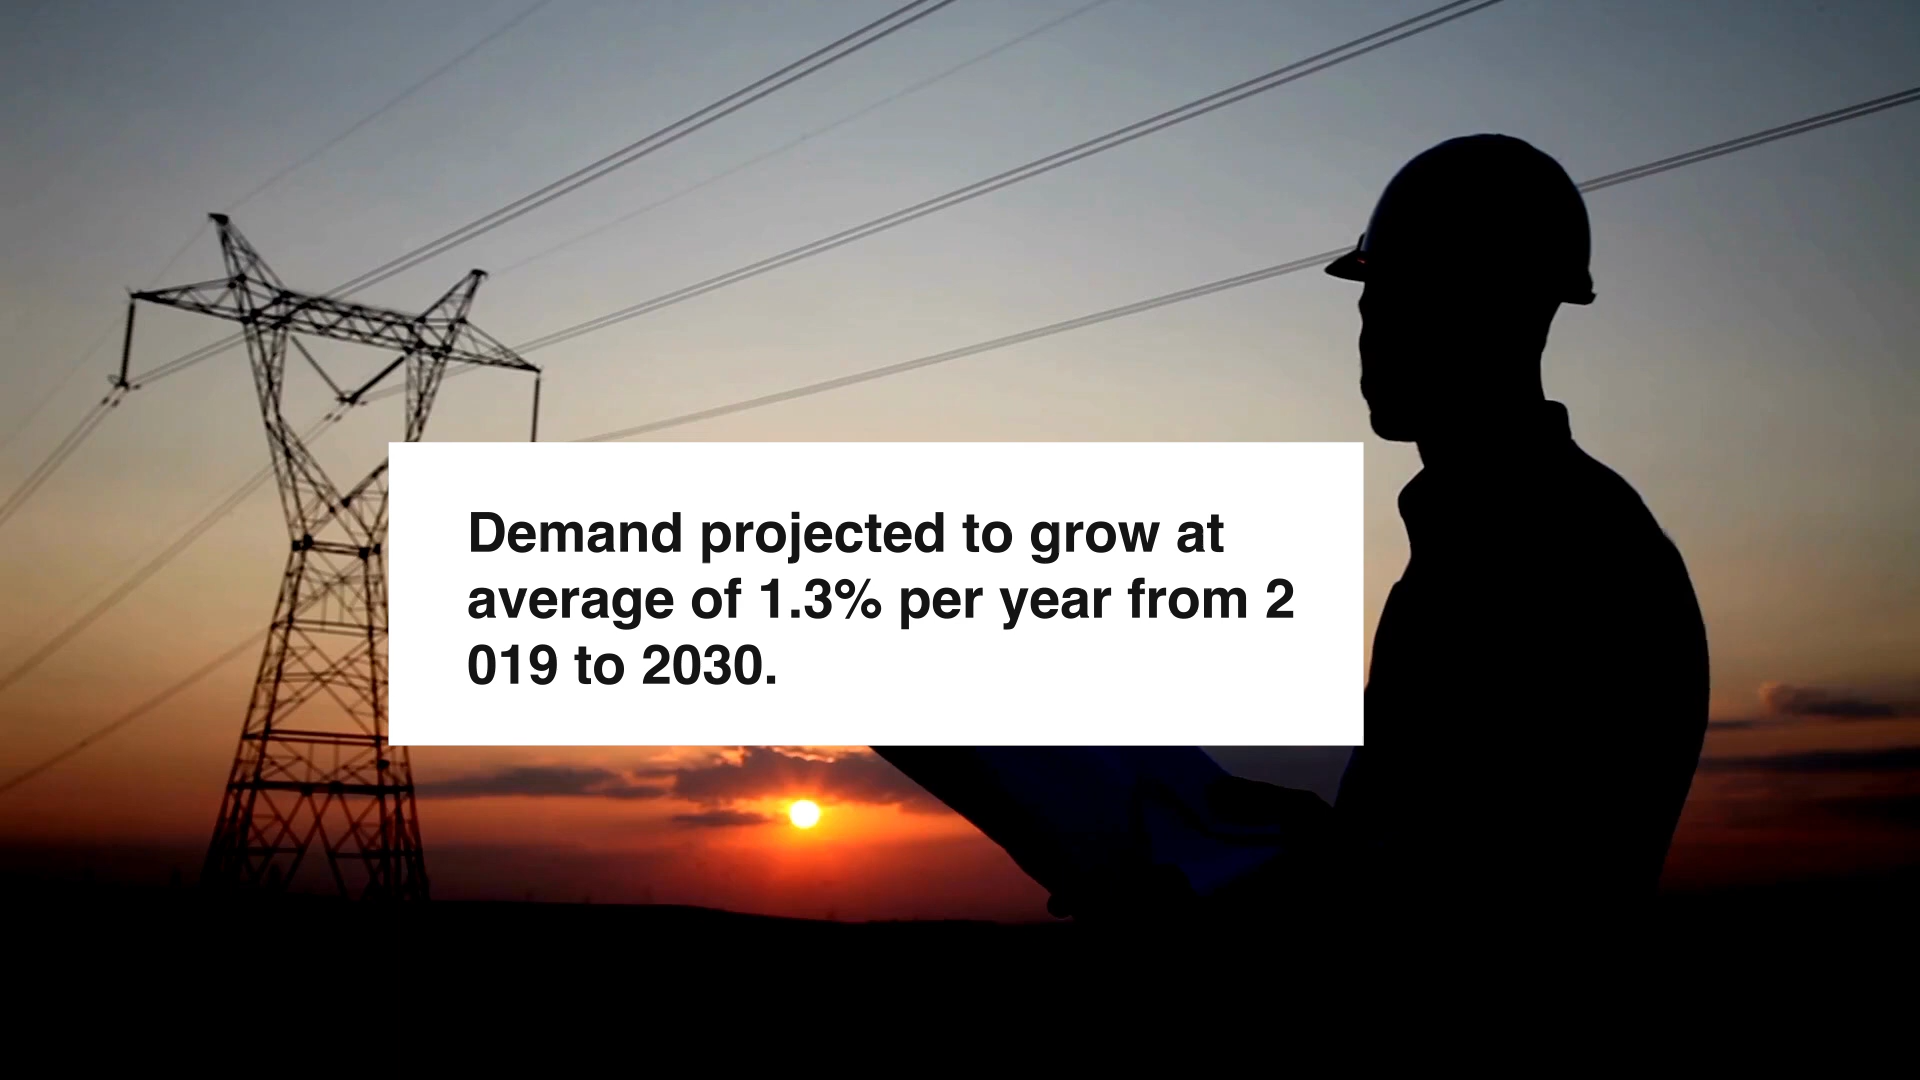 Demand projected to grow at
average of 1.3% per year from 2
019 to 2030.